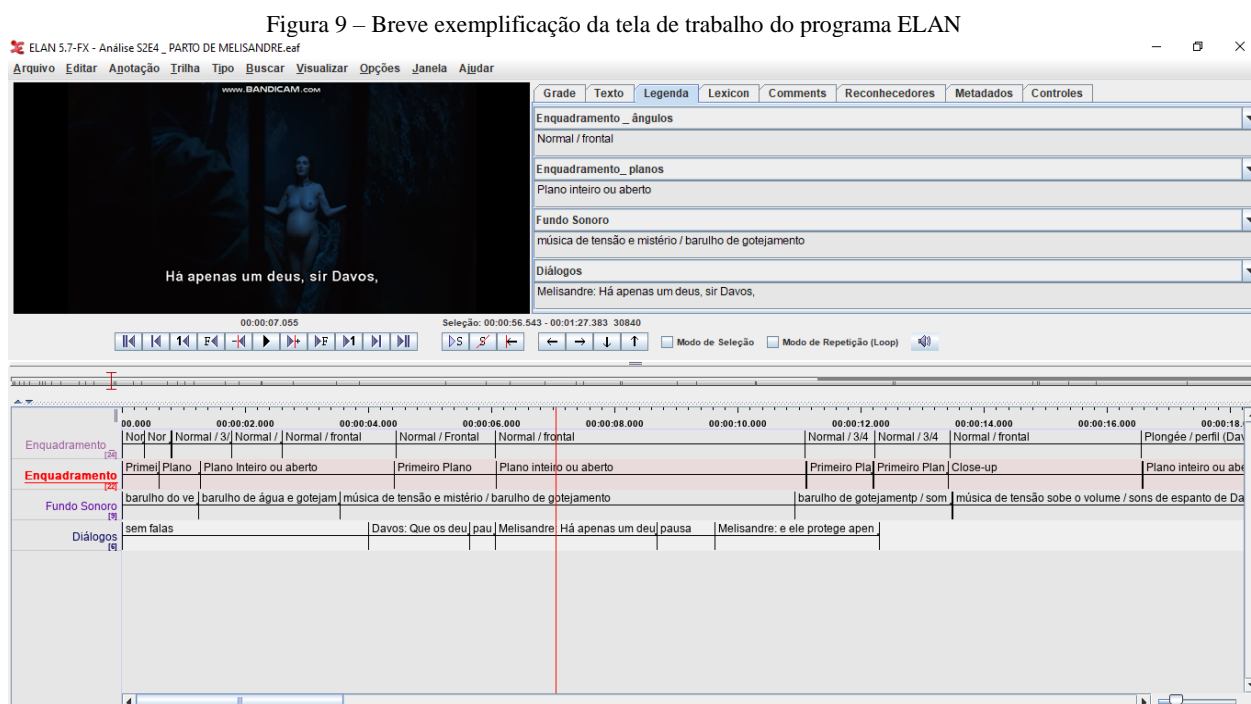 Figura 9 – Breve exemplificação da tela de trabalho do programa ELAN
ELAN 5.7-FX - Análise S2E4 _ PARTO DE MELISANDRE.eaf
Arquivo Editar Anotação Trilha Tipo Buscar Visualizar Opções Janela Ajudar
www.BANDICAM.com
Há apenas um deus, sir Davos,
Grade Texto Legenda Lexicon Comments Reconhecedores Metadados Controles
Enquadramento _ ângulos
Normal / frontal
Enquadramento_ planos
Plano inteiro ou aberto
Fundo Sonoro
música de tensão e mistério / barulho de gotejamento
Diálogos
Melisandre: Há apenas um deus, sir Davos,
00:00:07.055 Seleção: 00:00:56.543 - 00:01:27.383 30840
Modo de Seleção Modo de Repetição (Loop)
00.000 00:00:02.000 00:00:04.000 00:00:06.000 00:00:08.000 00:00:10.000 00:00:12.000 00:00:14.000 00:00:16.000 00:00:18.
Enquadramento _ [24] Nor Nor Normal / 3/ Normal / Normal / frontal Normal / Frontal Normal / frontal Normal / 3/4 Normal / 3/4 Normal / frontal Plongée / perfil (Dav
Enquadramento [22] Primei Plano Plano Inteiro ou aberto Primeiro Plano Plano inteiro ou aberto Primeiro Pla Primeiro Plan Close-up Plano inteiro ou abe
Fundo Sonoro [9] barulho do ve barulho de água e gotejam música de tensão e mistério / barulho de gotejamento barulho de gotejamentp / som música de tensão sobe o volume / sons de espanto de Da
Diálogos [6] sem falas Davos: Que os deu pau Melisandre: Há apenas um deu pausa Melisandre: e ele protege apen